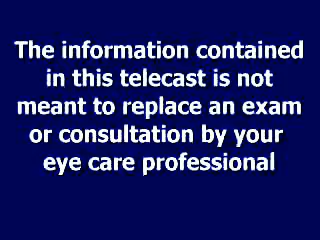 The information contained
in this telecast is not
meant to replace an exam
or consultation by your
eye care professional